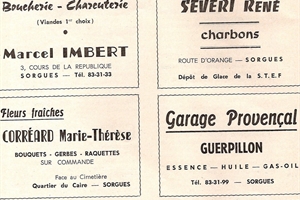 Boucherie - Charcuterie
(Viandes 1er choix)
Marcel IMBERT
3, COURS DE LA REPUBLIQUE
SORGUES — Tél. 83-31-33
SEVERI RENÉ
charbons
ROUTE D'ORANGE — SORGUES
Dépôt de Glace de la S.T.E.F
Fleurs fraîches
CORRÉARD Marie-Thérèse
BOUQUETS - GERBES - RAQUETTES
SUR COMMANDE
Face au Cimetière
Quartier du Caire — SORGUES
Garage Provençal
GUERPILLON
ESSENCE — HUILE — GAS-OIL
Tél. 83-31-99 — SORGUES